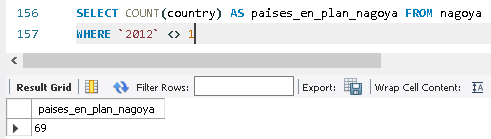 156 SELECT COUNT(country) AS paises_en_plan_nagoya FROM nagoya
157 WHERE `2012` <> 1
Result Grid Filter Rows: Export: Wrap Cell Content:
paises_en_plan_nagoya
69